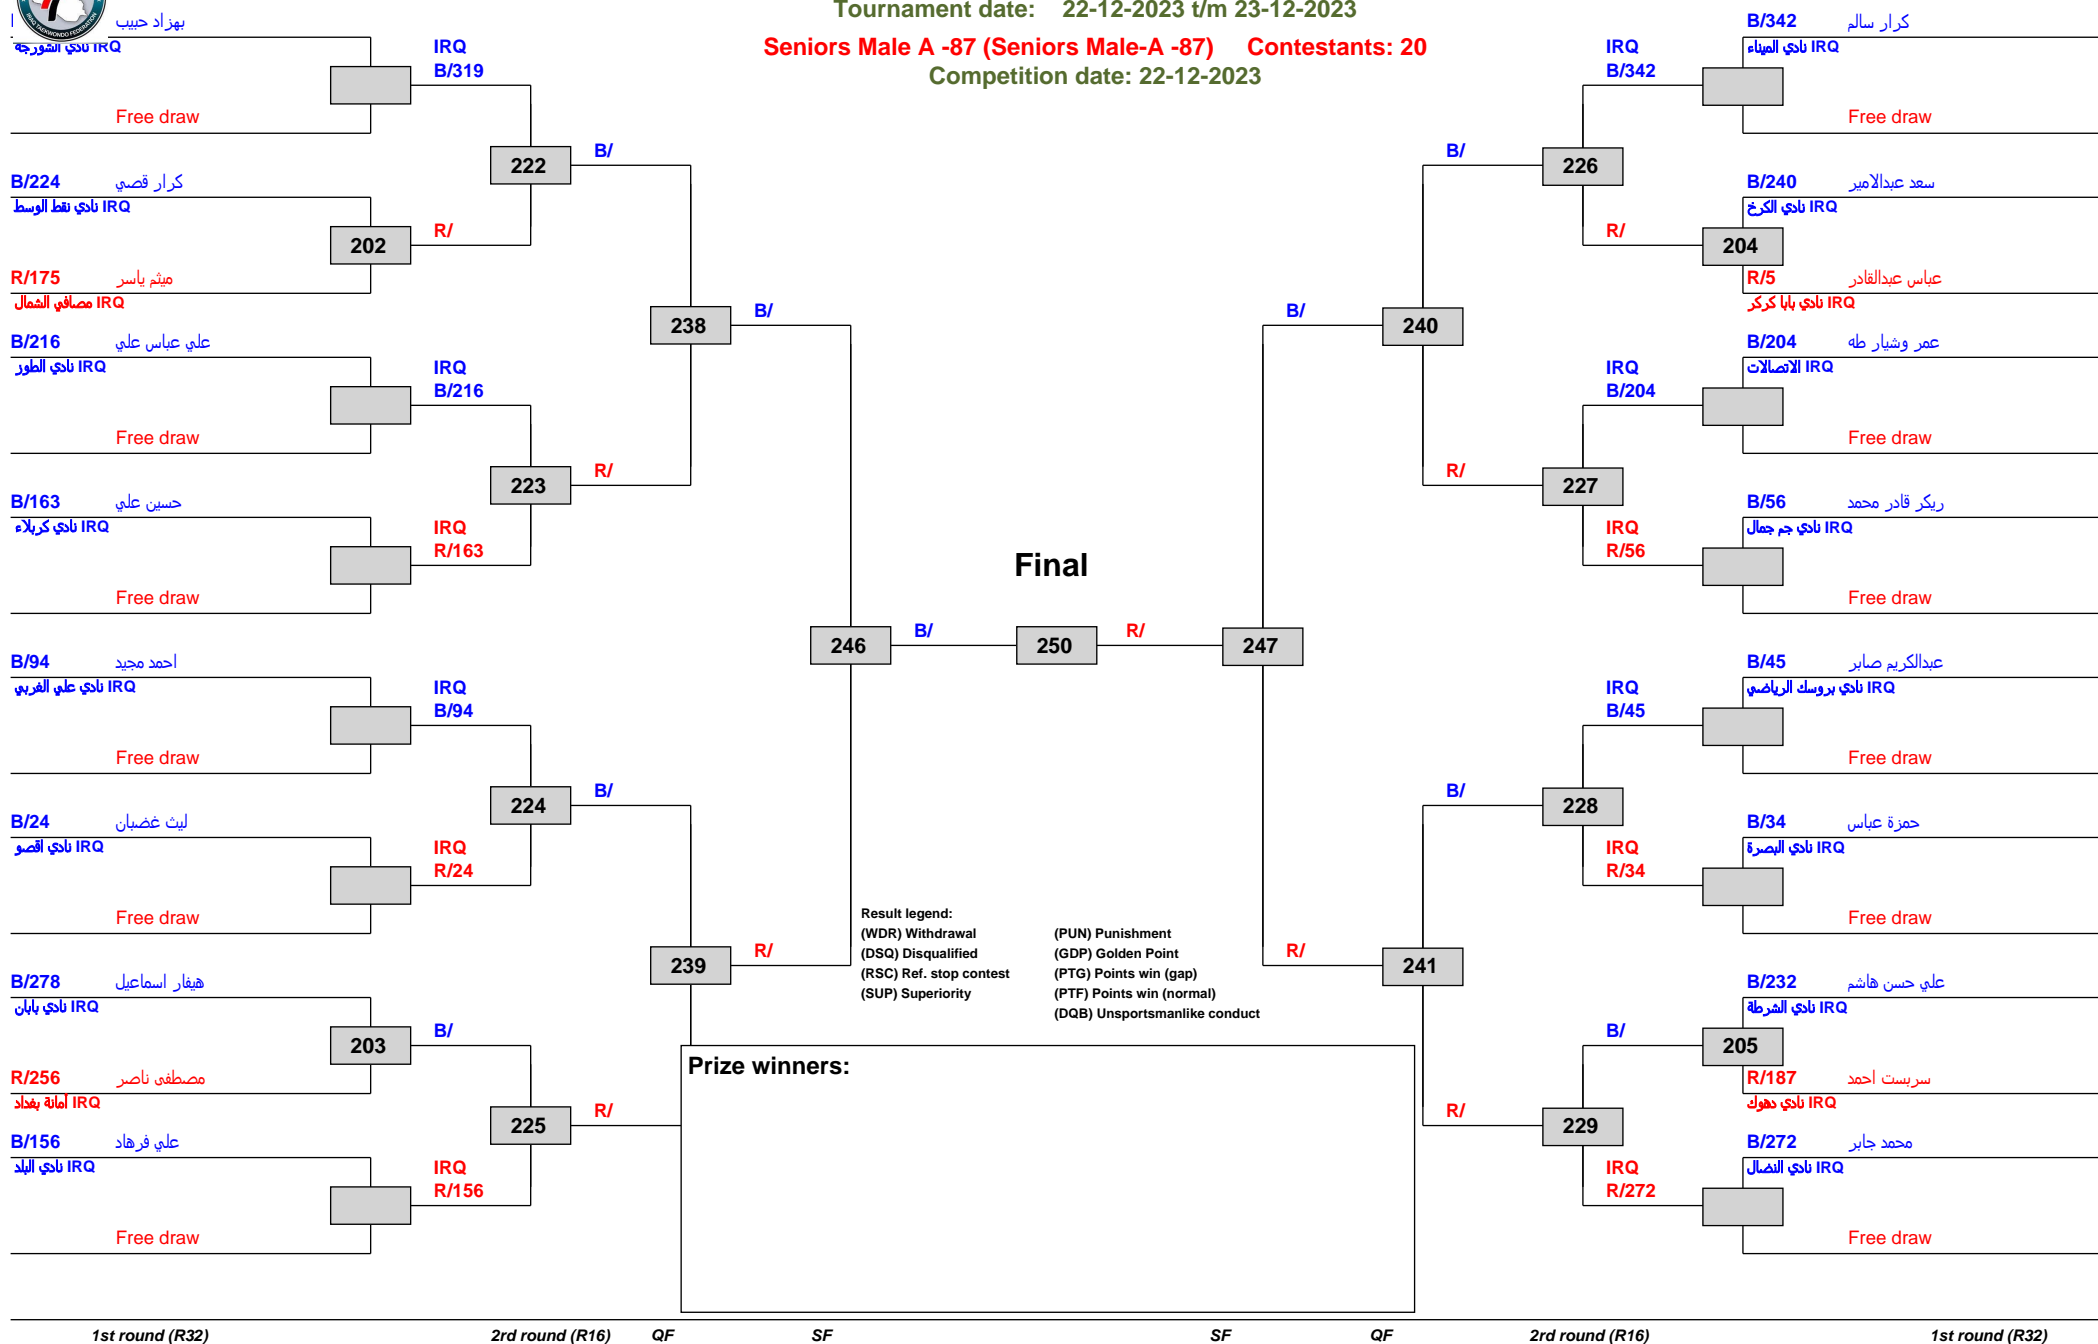 Tournament date: 22-12-2023 t/m 23-12-2023
Seniors Male A -87 (Seniors Male-A -87) Contestants: 20
Competition date: 22-12-2023
IRAQ TAEKWONDO FEDERATION
بهزاد حبيب
IRQ نادي الشورجة
Free draw
IRQ
B/319
B/224 كرار قصي
IRQ نادي نفط الوسط
202
R/175 ميثم ياسر
IRQ مصافي الشمال
R/
222
B/
B/216 علي عباس علي
IRQ نادي الطور
Free draw
IRQ
B/216
B/163 حسين علي
IRQ نادي كربلاء
Free draw
IRQ
R/163
223
R/
238
B/
B/94 احمد مجيد
IRQ نادي علي الغربي
Free draw
IRQ
B/94
B/24 ليث غضبان
IRQ نادي اقصو
Free draw
IRQ
R/24
224
B/
B/278 هيفار اسماعيل
IRQ نادي بابان
203
R/256 مصطفى ناصر
IRQ أمانة بغداد
B/
B/156 علي فرهاد
IRQ نادي البلد
Free draw
IRQ
R/156
225
R/
239
R/
246
B/
Final
250
R/
247
B/342 كرار سالم
IRQ نادي الميناء
Free draw
IRQ
B/342
B/240 سعد عبدالامير
IRQ نادي الكرخ
204
R/5 عباس عبدالقادر
IRQ نادي بابا كركر
R/
226
B/
B/204 عمر وشيار طه
IRQ الاتصالات
Free draw
IRQ
B/204
B/56 ريكر قادر محمد
IRQ نادي جم جمال
Free draw
IRQ
R/56
227
R/
240
B/
B/45 عبدالكريم صابر
IRQ نادي بروسك الرياضي
Free draw
IRQ
B/45
B/34 حمزة عباس
IRQ نادي البصرة
Free draw
IRQ
R/34
228
B/
B/232 علي حسن هاشم
IRQ نادي الشرطة
205
R/187 سربست احمد
IRQ نادي دهوك
B/
B/272 محمد جابر
IRQ نادي النضال
Free draw
IRQ
R/272
229
R/
241
R/
Result legend:
(WDR) Withdrawal (PUN) Punishment
(DSQ) Disqualified (GDP) Golden Point
(RSC) Ref. stop contest (PTG) Points win (gap)
(SUP) Superiority (PTF) Points win (normal)
(DQB) Unsportsmanlike conduct
Prize winners:
1st round (R32) 2rd round (R16) QF SF SF QF 2rd round (R16) 1st round (R32)